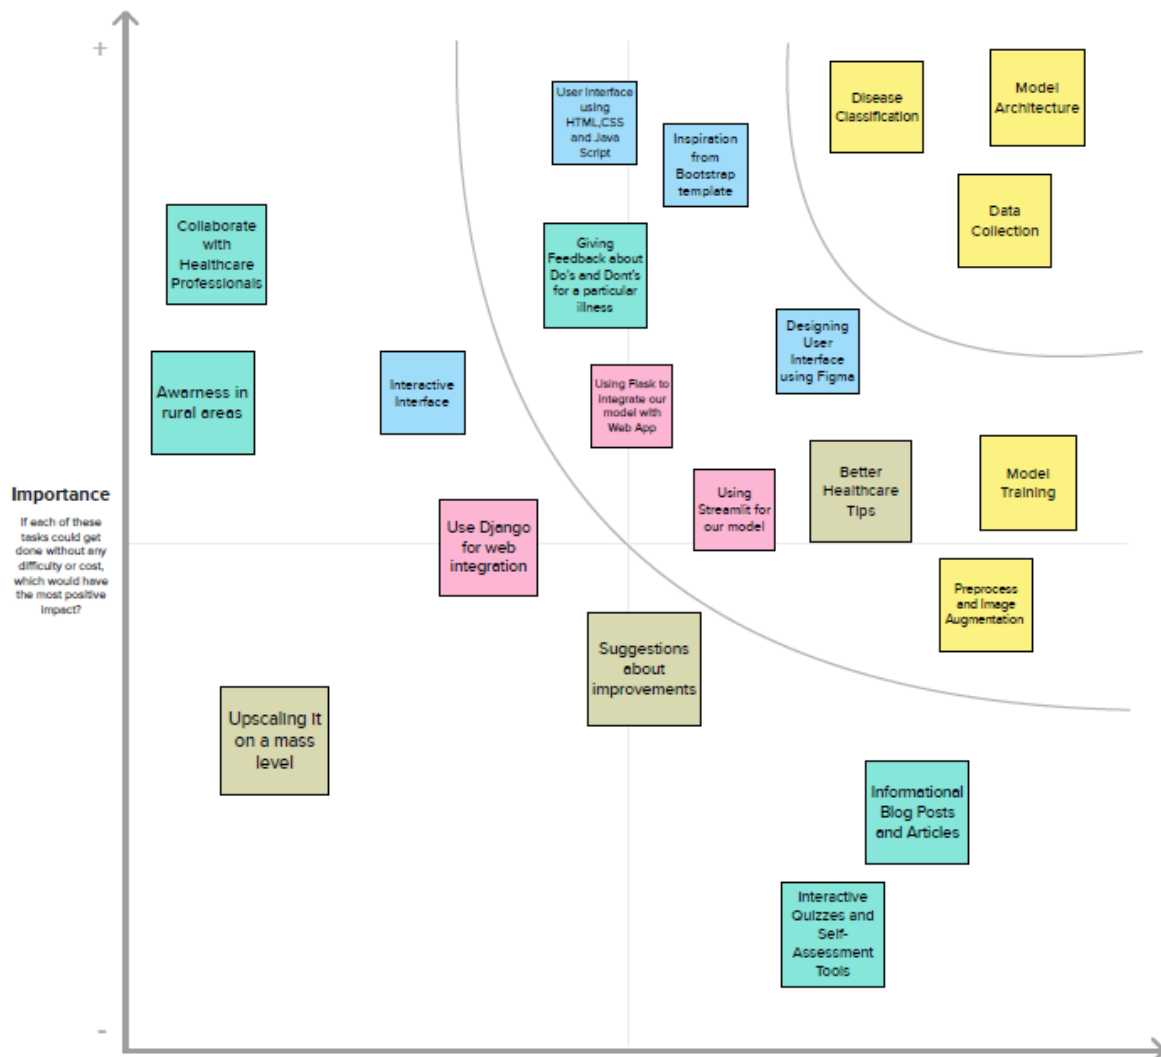 +
User Interface
using
HTML,CSS
and Java
Script
Inspiration
from
Bootstrap
template
Disease
Classification
Model
Architecture
Data
Collection
Collaborate
with
Healthcare
Professionals
Giving
Feedback about
Do's and Dont's
for a particular
illness
Designing
User
Interface
using Figma
Awarness in
rural areas
Interactive
Interface
Using Flask to
integrate our
model with
Web App
Using
Streamlit for
our model
Better
Healthcare
Tips
Model
Training
Importance
If each of these
tasks could get
done without any
difficulty or cost,
which would have
the most positive
impact?
Use Django
for web
integration
Preprocess
and Image
Augmentation
Suggestions
about
improvements
Upscaling it
on a mass
level
Informational
Blog Posts
and Articles
Interactive
Quizzes and
Self-
Assessment
Tools
-